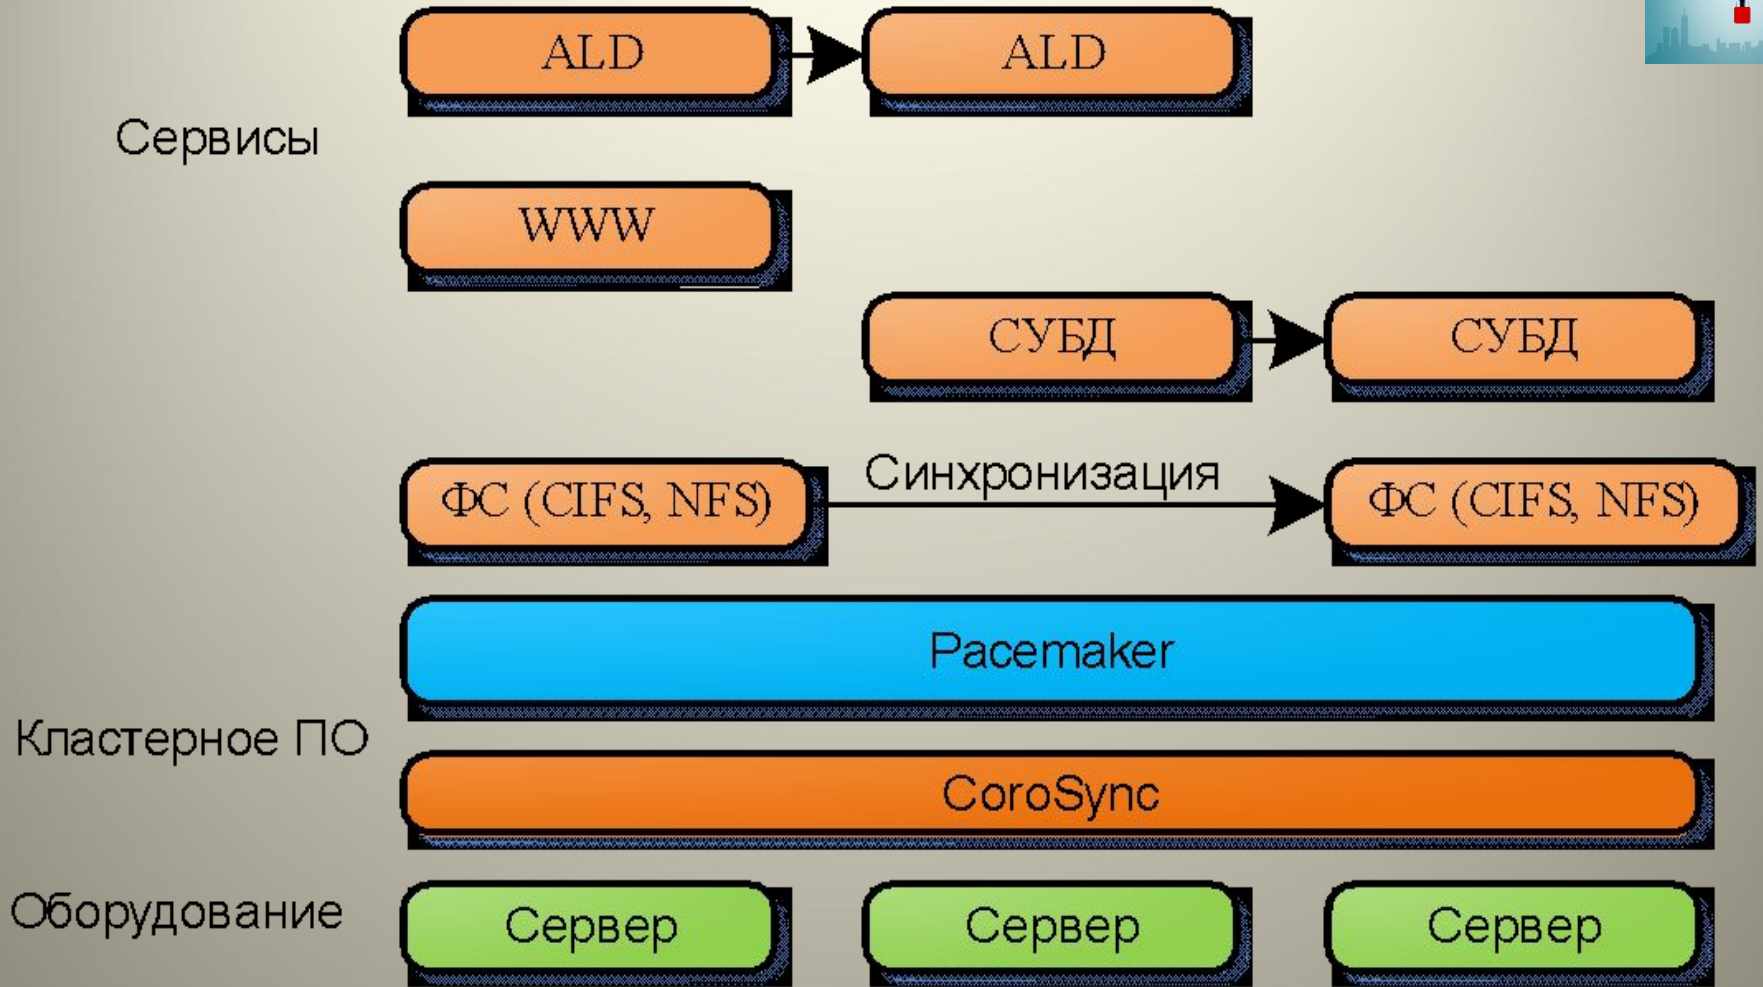 ALD
ALD
Сервисы
WWW
СУБД
СУБД
Синхронизация
ФС (CIFS, NFS)
ФС (CIFS, NFS)
Pacemaker
Кластерное ПО
CoroSync
Оборудование
Сервер
Сервер
Сервер